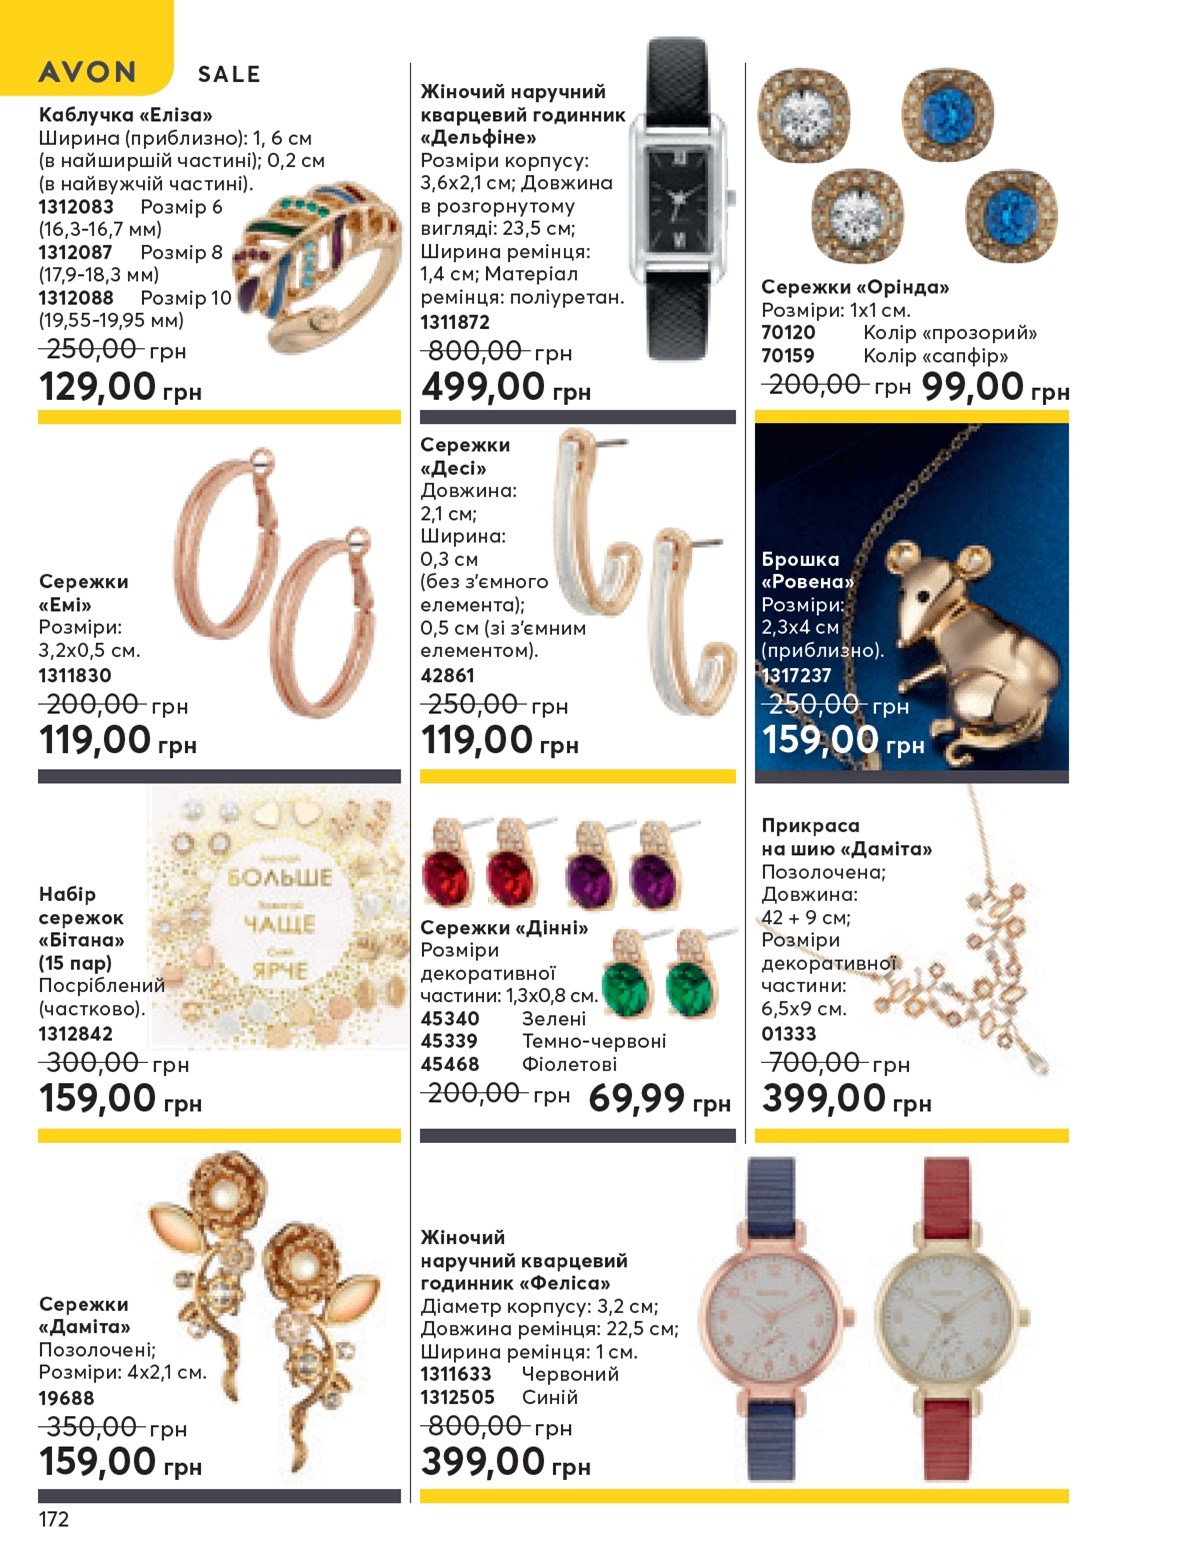 AVON SALE
Каблучка «Еліза»
Ширина (приблизно): 1, 6 см
(в найширшій частині); 0,2 см
(в найвужчій частині).
1312083 Розмір 6
(16,3-16,7 мм)
1312087 Розмір 8
(17,9-18,3 мм)
1312088 Розмір 10
(19,55-19,95 мм)
250,00 грн
129,00 грн
Жіночий наручний
кварцевий годинник
«Дельфіне»
Розміри корпусу:
3,6х2,1 см; Довжина
в розгорнутому
вигляді: 23,5 см;
Ширина ремінця:
1,4 см; Матеріал
ремінця: поліуретан.
1311872
800,00 грн
499,00 грн
Сережки «Орінда»
Розміри: 1х1 см.
70120 Колір «прозорий»
70159 Колір «сапфір»
200,00 грн 99,00 грн
Сережки
«Емі»
Розміри:
3,2х0,5 см.
1311830
200,00 грн
119,00 грн
Сережки
«Десі»
Довжина:
2,1 см;
Ширина:
0,3 см
(без з’ємного
елемента);
0,5 см (зі з’ємним
елементом).
42861
250,00 грн
119,00 грн
Брошка
«Ровена»
Розміри:
2,3х4 см
(приблизно).
1317237
250,00 грн
159,00 грн
Набір
сережок
«Бітана»
(15 пар)
Посріблений
(частково).
1312842
300,00 грн
159,00 грн
БОЛЬШЕ
ЧАЩЕ
ЯРЧЕ
Сережки «Дінні»
Розміри
декоративної
частини: 1,3х0,8 см.
45340 Зелені
45339 Темно-червоні
45468 Фіолетові
200,00 грн 69,99 грн
Прикраса
на шию «Даміта»
Позолочена;
Довжина:
42 + 9 см;
Розміри
декоративної
частини:
6,5х9 см.
01333
700,00 грн
399,00 грн
Сережки
«Даміта»
Позолочені;
Розміри: 4х2,1 см.
19688
350,00 грн
159,00 грн
Жіночий
наручний кварцевий
годинник «Феліса»
Діаметр корпусу: 3,2 см;
Довжина ремінця: 22,5 см;
Ширина ремінця: 1 см.
1311633 Червоний
1312505 Синій
800,00 грн
399,00 грн
172